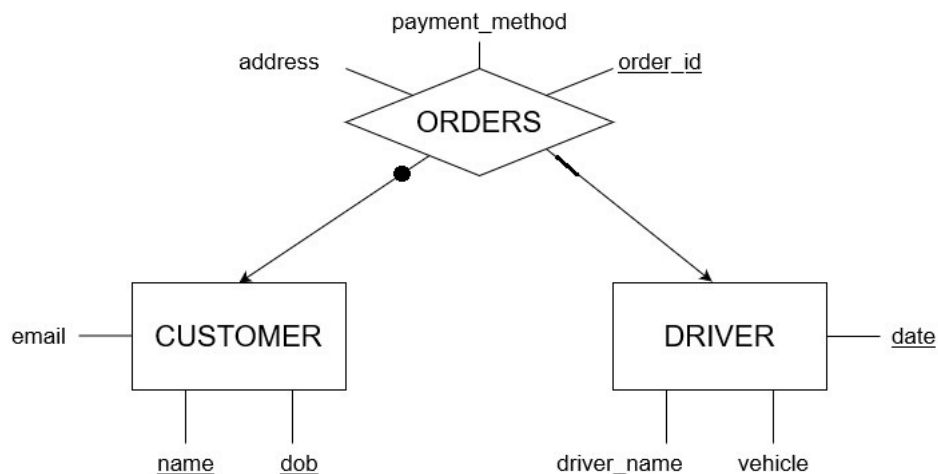 payment_method
address
order_id
ORDERS
CUSTOMER
DRIVER
email
date
name
dob
driver_name
vehicle